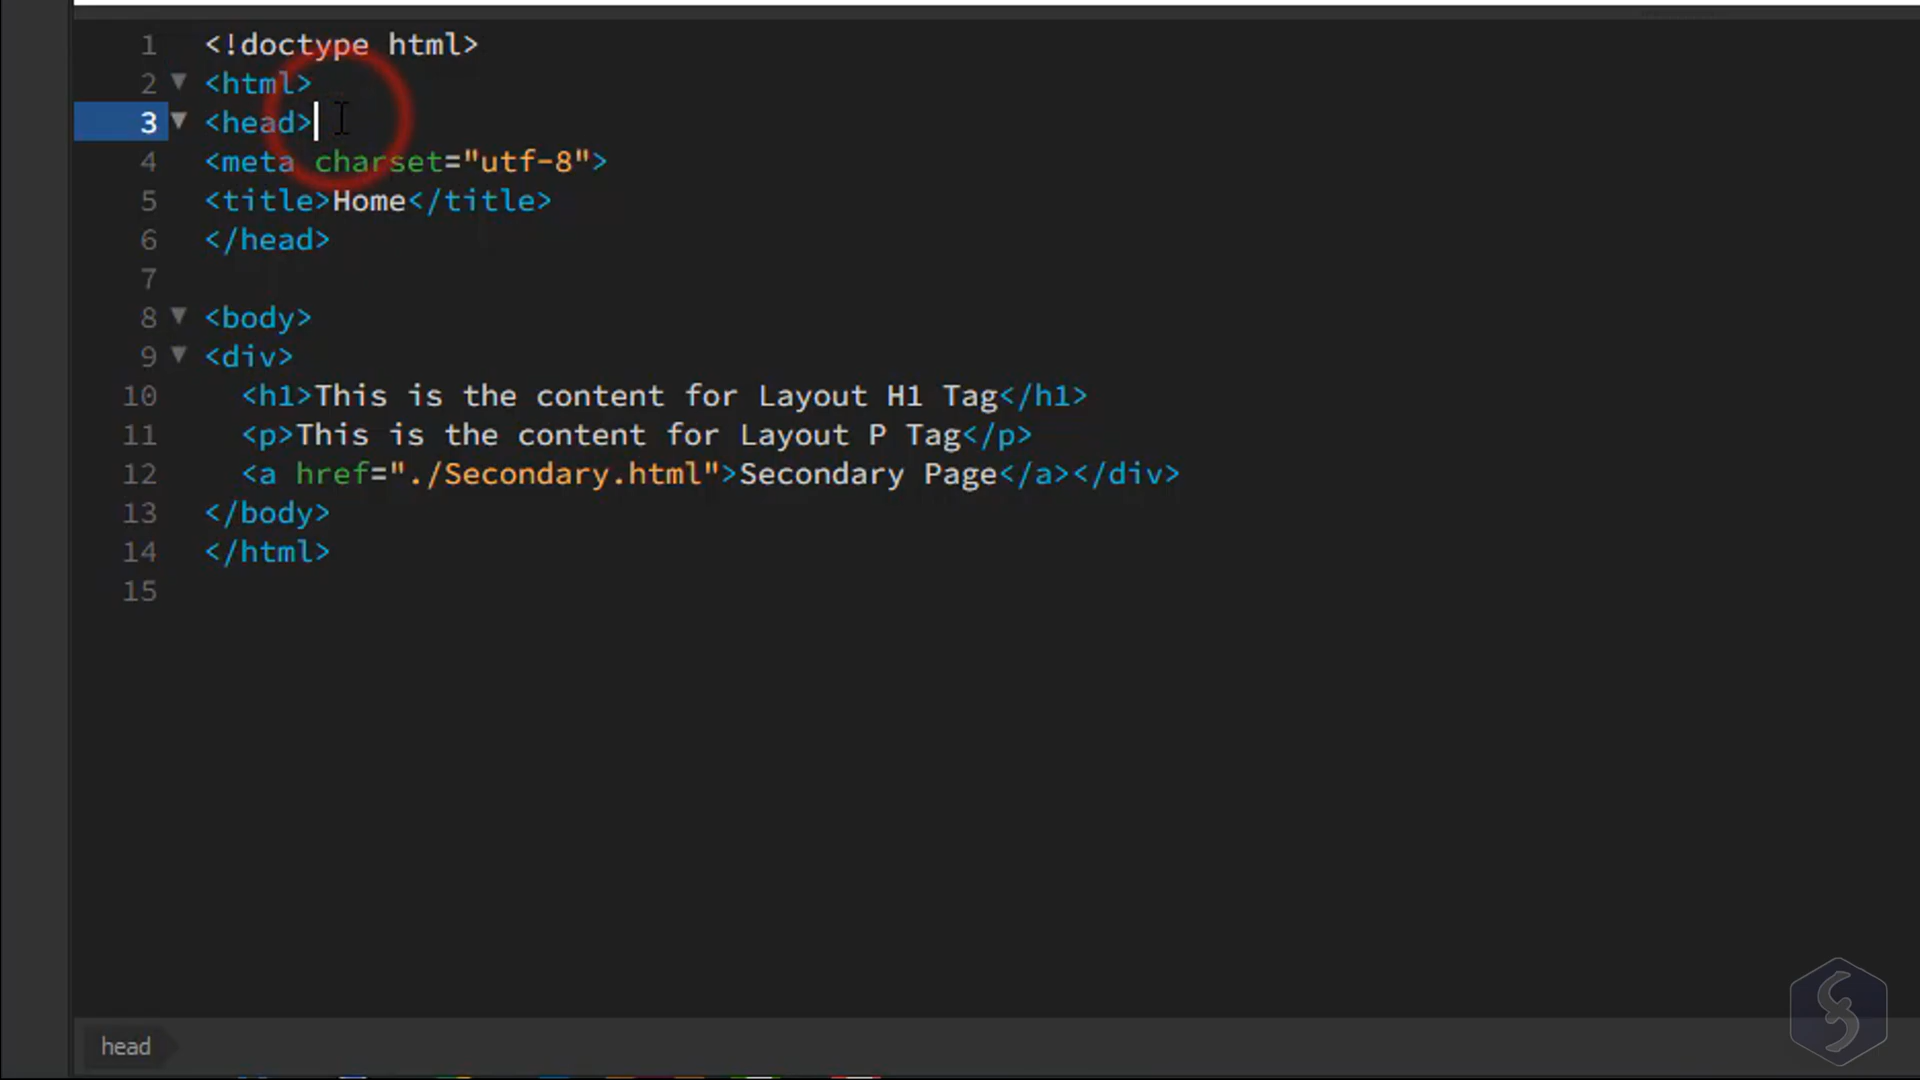 1 <!doctype html>
2 <html>
3 <head>
4 <meta charset="utf-8">
5 <title>Home</title>
6 </head>
7
8 <body>
9 <div>
10 <h1>This is the content for Layout H1 Tag</h1>
11 <p>This is the content for Layout P Tag</p>
12 <a href="./Secondary.html">Secondary Page</a></div>
13 </body>
14 </html>
15
head